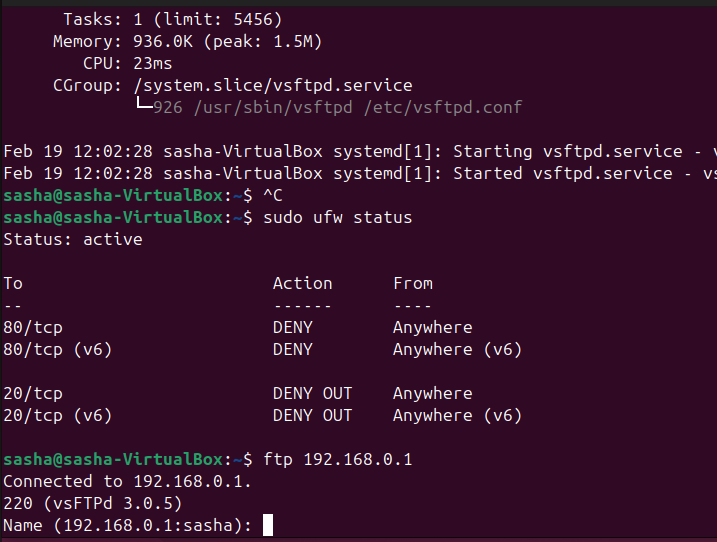 Tasks: 1 (limit: 5456)
Memory: 936.0K (peak: 1.5M)
CPU: 23ms
CGroup: /system.slice/vsftpd.service
└─926 /usr/sbin/vsftpd /etc/vsftpd.conf
Feb 19 12:02:28 sasha-VirtualBox systemd[1]: Starting vsftpd.service - v
Feb 19 12:02:28 sasha-VirtualBox systemd[1]: Started vsftpd.service - vs
sasha@sasha-VirtualBox:~$ ^C
sasha@sasha-VirtualBox:~$ sudo ufw status
Status: active
To                         Action      From
--                         ------      ----
80/tcp                     DENY        Anywhere
80/tcp (v6)                DENY        Anywhere (v6)
20/tcp                     DENY OUT    Anywhere
20/tcp (v6)                DENY OUT    Anywhere (v6)
sasha@sasha-VirtualBox:~$ ftp 192.168.0.1
Connected to 192.168.0.1.
220 (vsFTPd 3.0.5)
Name (192.168.0.1:sasha):